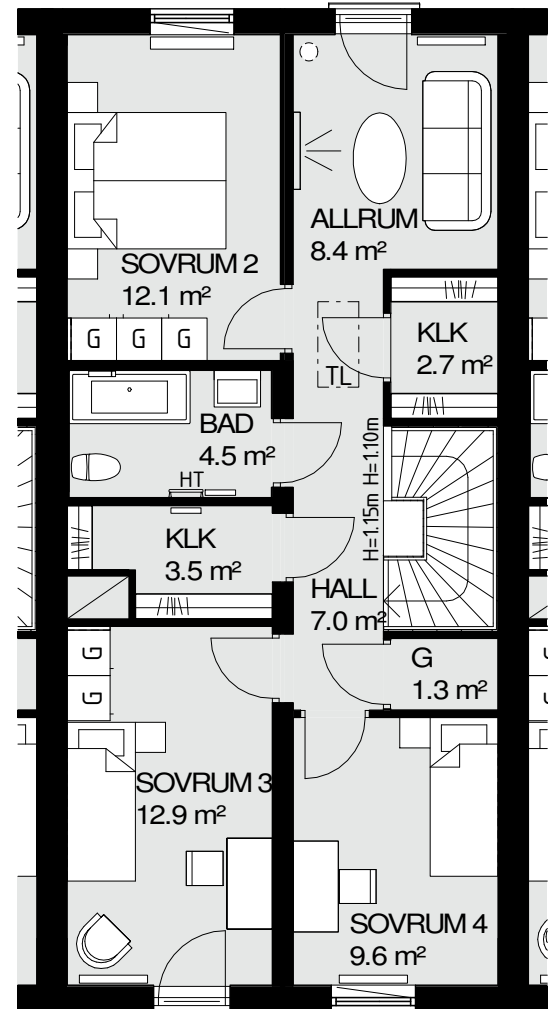 ALLRUM
8.4 m²
SOVRUM 2
12.1 m²
G G G
KLK
2.7 m²
TL
BAD
4.5 m²
HT
H=1.15m H=1.10m
KLK
3.5 m²
HALL
7.0 m²
G
1.3 m²
G
G
SOVRUM 3
12.9 m²
SOVRUM 4
9.6 m²